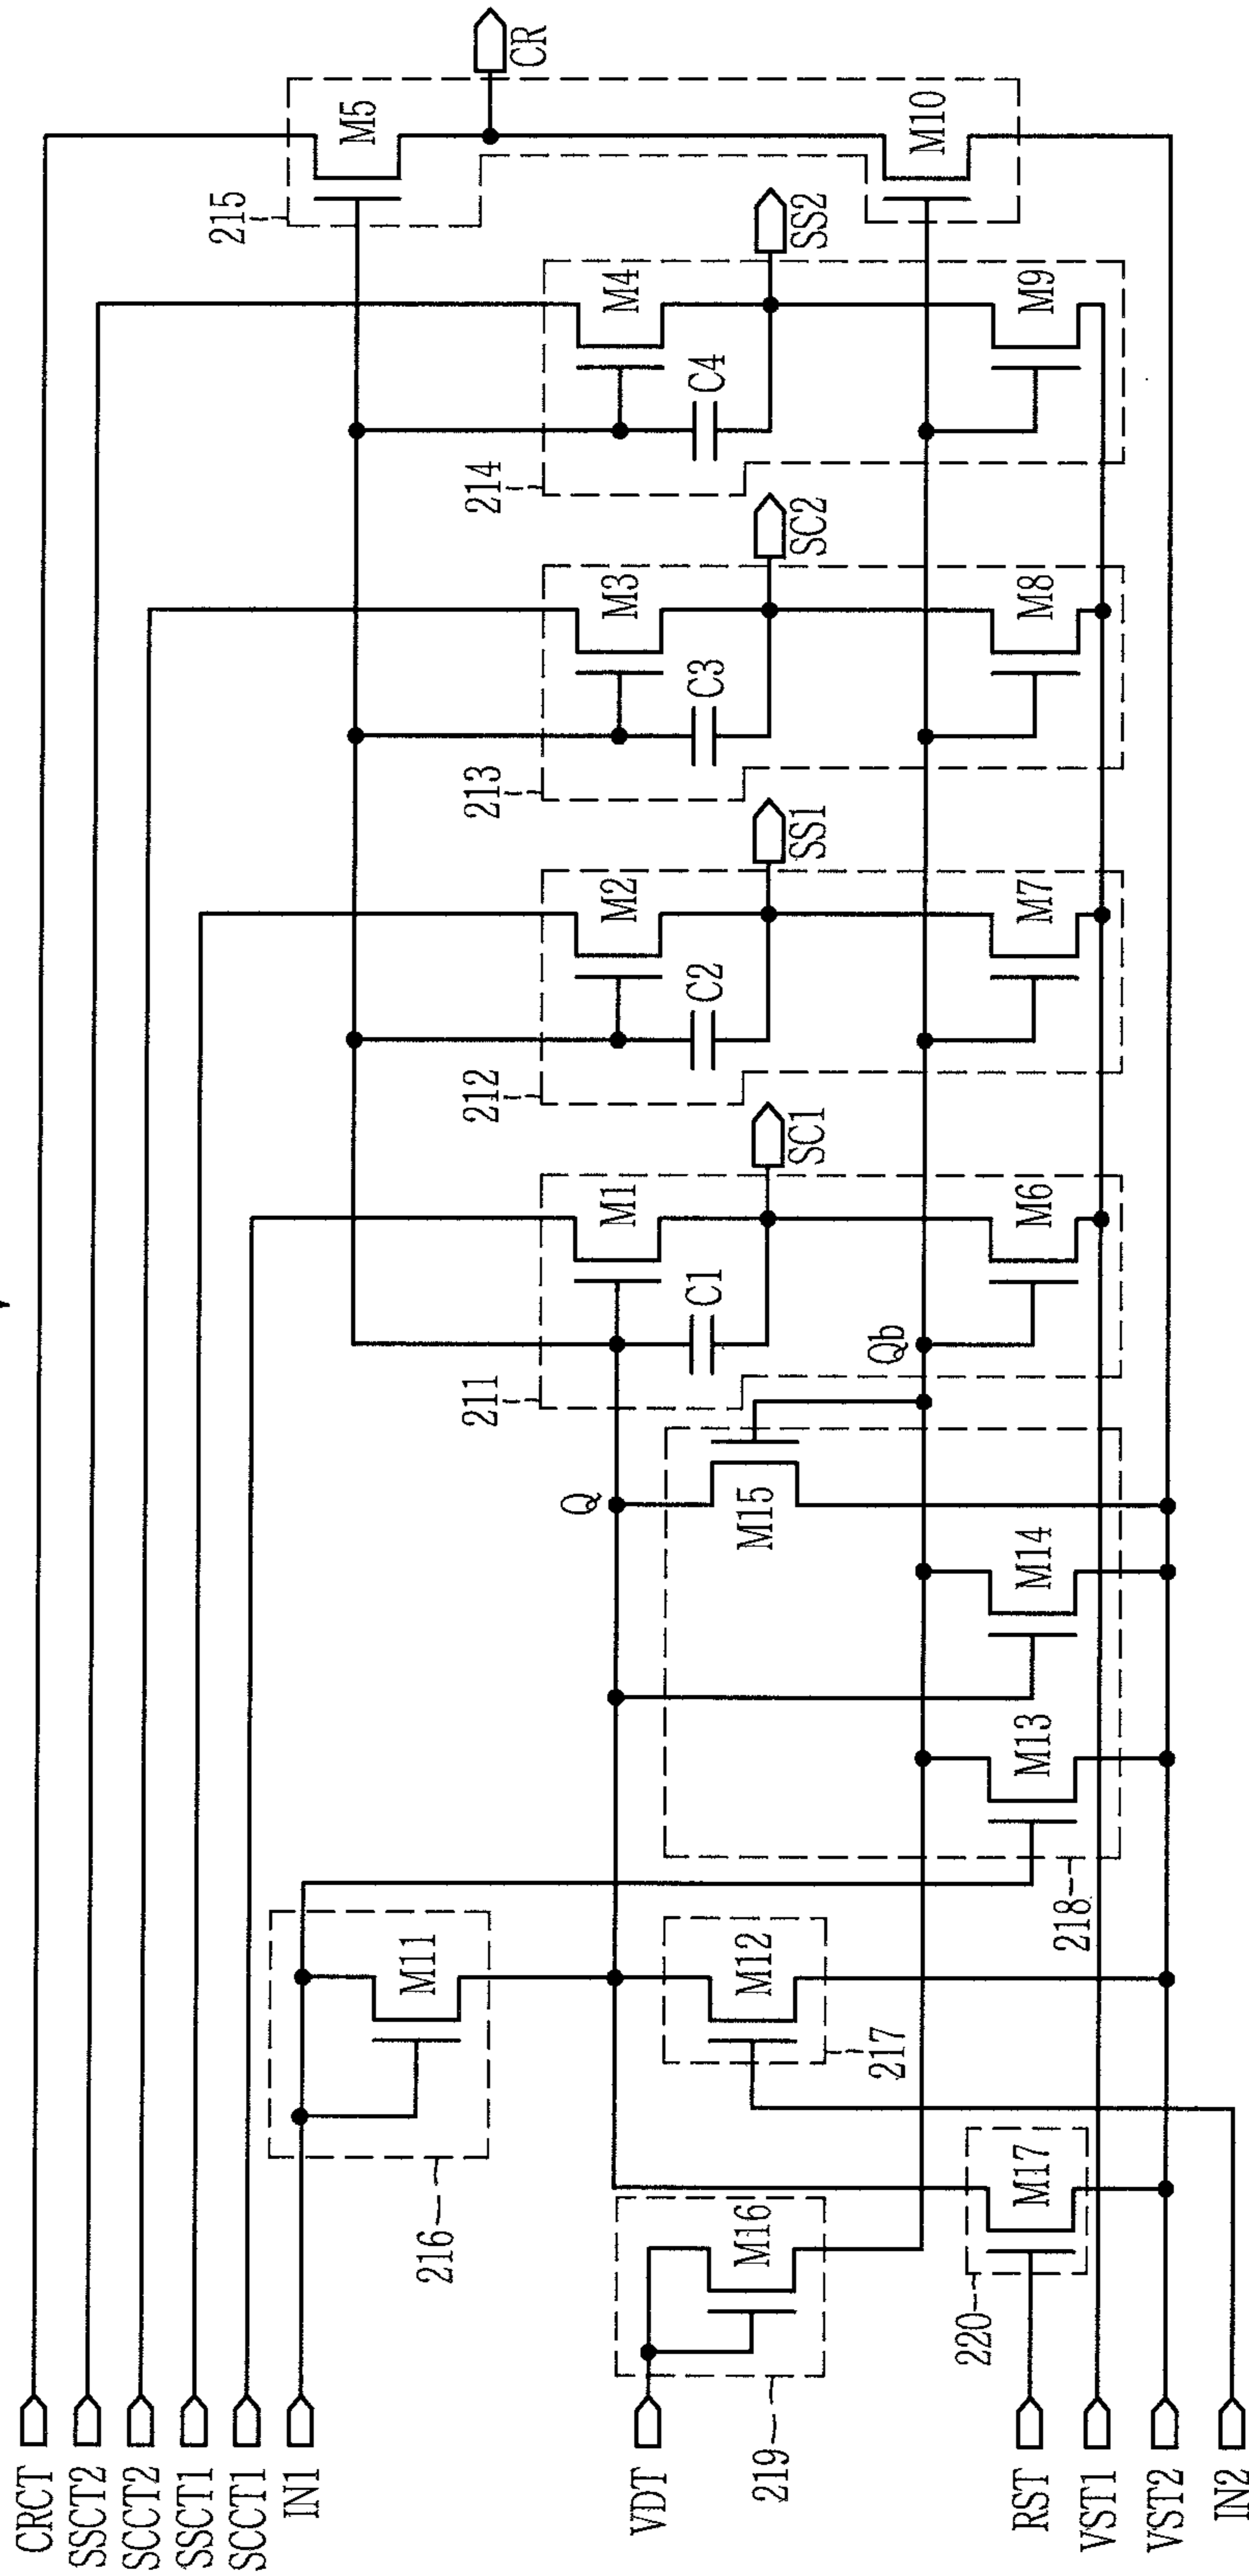 CRCT
SSCT2
SCCT2
SSCT1
SCCT1
IN1
VDT
RST
VST1
VST2
IN2
216
M11
219
M16
217
M12
220
M17
218
M13
M14
M15
Q
Qb
211
M1
C1
SC1
M6
212
M2
C2
SS1
M7
213
M3
C3
SC2
M8
214
M4
C4
SS2
M9
215
M5
CR
M10